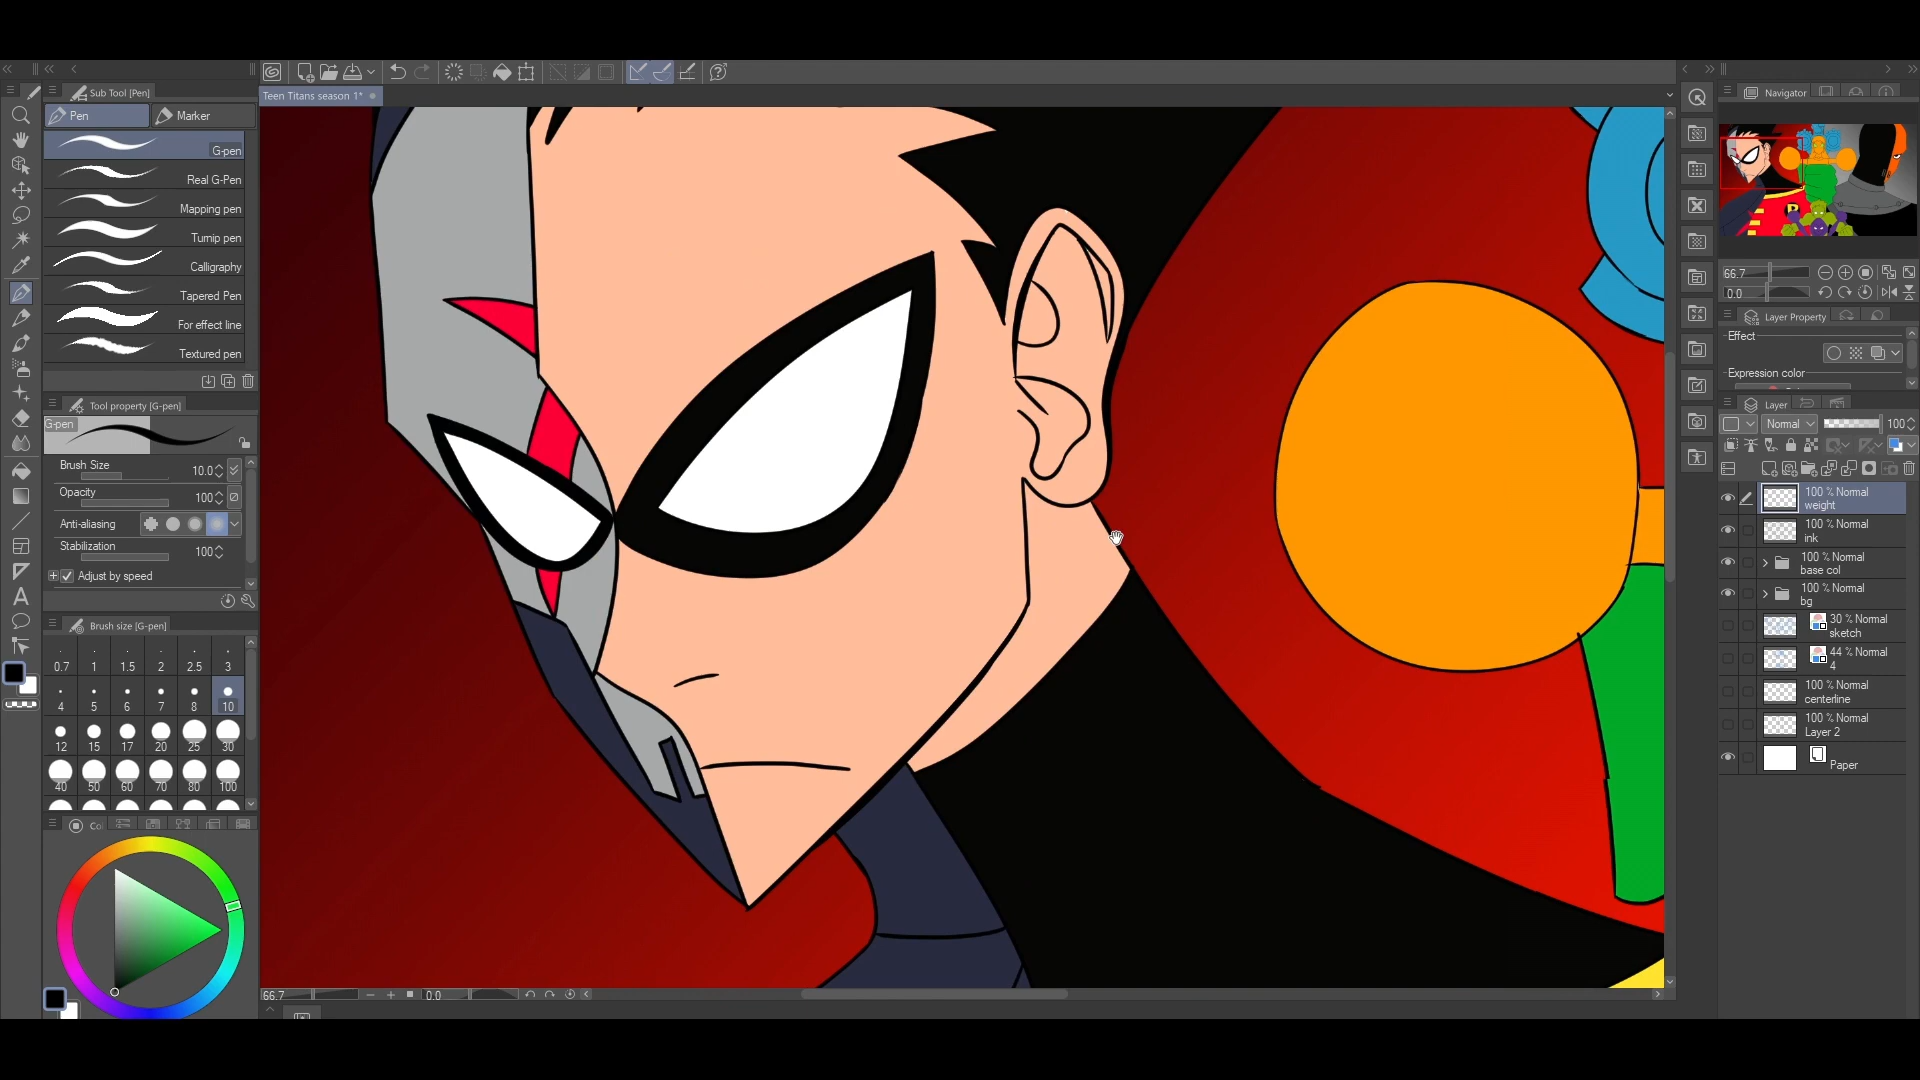 Sub Tool [Pen]
Pen
Marker
G-pen
Real G-Pen
Mapping pen
Turnip pen
Calligraphy
Tapered Pen
For effect line
Textured pen
Tool property [G-pen]
G-pen
Brush Size 10.0
Opacity 100
Anti-aliasing
Stabilization 100
Adjust by speed
Brush size [G-pen]
0.7 1 1.5 2 2.5 3
4 5 6 7 8 10
12 15 17 20 25 30
40 50 60 70 80 100
Co
Teen Titans season 1*
66.7 0.0
Navigator
66.7
0.0
Layer Property
Effect
Expression color
Layer
Normal 100
100 % Normal
weight
100 % Normal
ink
100 % Normal
base col
100 % Normal
bg
30 % Normal
sketch
44 % Normal
4
100 % Normal
centerline
100 % Normal
Layer 2
Paper